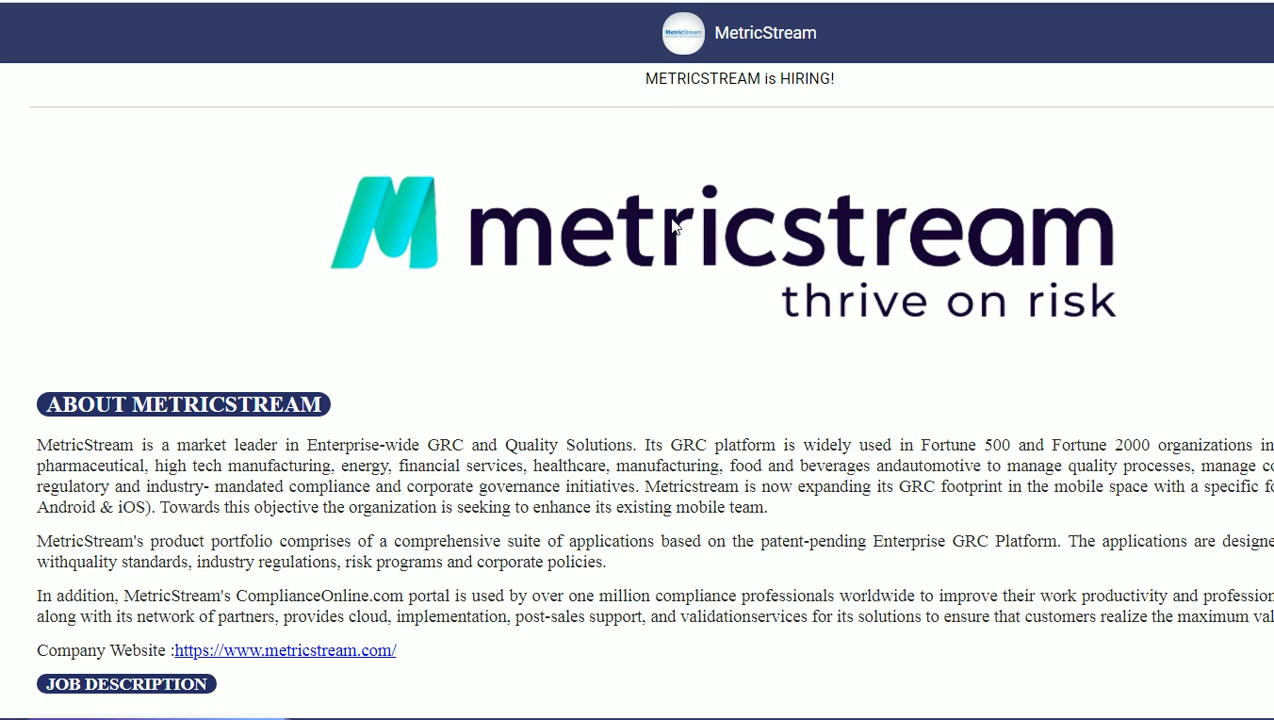 MetricStream
MetricStream
METRICSTREAM is HIRING!
metricstream
thrive on risk
ABOUT METRICSTREAM
MetricStream is a market leader in Enterprise-wide GRC and Quality Solutions. Its GRC platform is widely used in Fortune 500 and Fortune 2000 organizations in
pharmaceutical, high tech manufacturing, energy, financial services, healthcare, manufacturing, food and beverages andautomotive to manage quality processes, manage
regulatory and industry- mandated compliance and corporate governance initiatives. Metricstream is now expanding its GRC footprint in the mobile space with a specific
Android & iOS). Towards this objective the organization is seeking to enhance its existing mobile team.
MetricStream's product portfolio comprises of a comprehensive suite of applications based on the patent-pending Enterprise GRC Platform. The applications are
withquality standards, industry regulations, risk programs and corporate policies.
In addition, MetricStream's ComplianceOnline.com portal is used by over one million compliance professionals worldwide to improve their work productivity and
along with its network of partners, provides cloud, implementation, post-sales support, and validationservices for its solutions to ensure that customers realize the maximum
Company Website :https://www.metricstream.com/
JOB DESCRIPTION